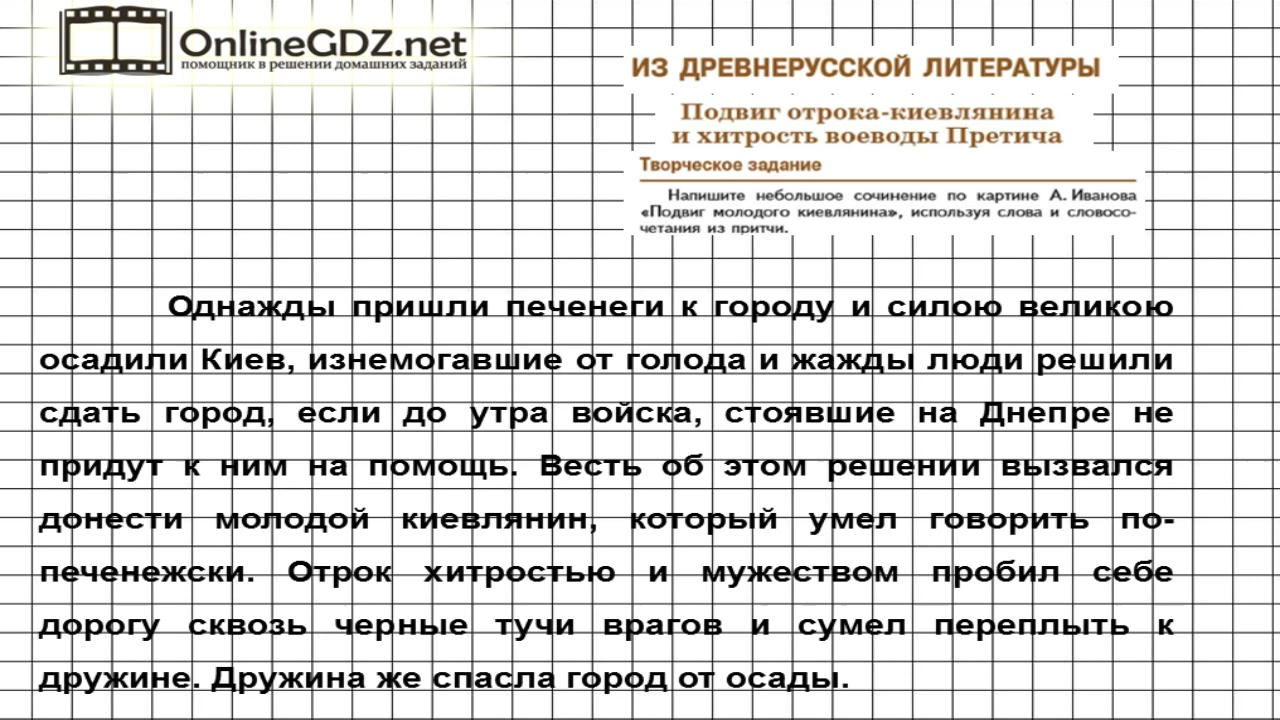 OnlineGDZ.net
помощник в решении домашних заданий
ИЗ ДРЕВНЕРУССКОЙ ЛИТЕРАТУРЫ
Подвиг отрока-киевлянина
и хитрость воеводы Претича
Творческое задание
Напишите небольшое сочинение по картине А. Иванова
«Подвиг молодого киевлянина», используя слова и словосо-
четания из притчи.
Однажды пришли печенеги к городу и силою великою
осадили Киев, изнемогавшие от голода и жажды люди решили
сдать город, если до утра войска, стоявшие на Днепре не
придут к ним на помощь. Весть об этом решении вызвался
донести молодой киевлянин, который умел говорить по-
печенежски. Отрок хитростью и мужеством пробил себе
дорогу сквозь черные тучи врагов и сумел переплыть к
дружине. Дружина же спасла город от осады.